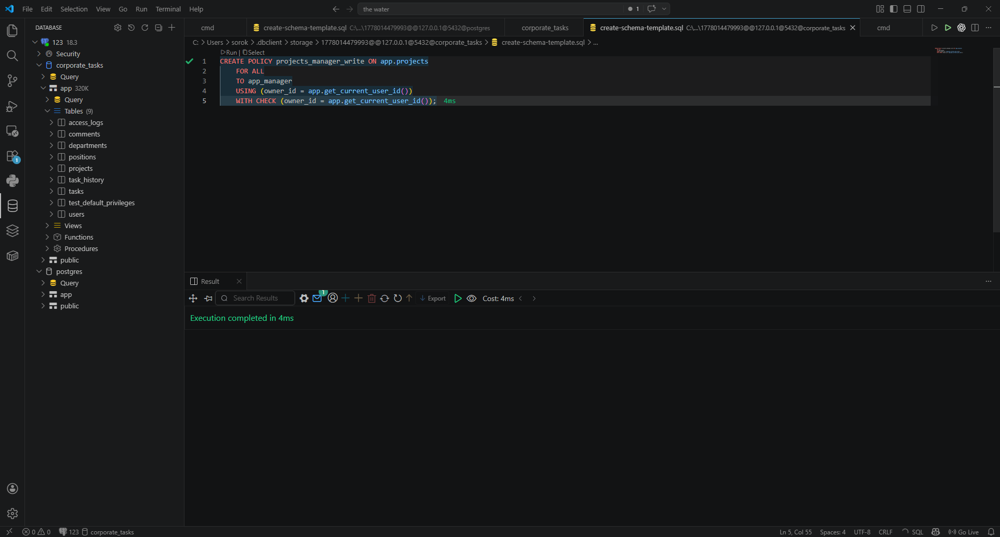 File Edit Selection View Go Run Terminal Help
the water
1
DATABASE
cmd
create-schema-template.sql C:\...\1778014479993@@127.0.0.1@5432@postgres
corporate_tasks
create-schema-template.sql C:\...\1778014479993@@127.0.0.1@5432@corporate_tasks
cmd
C: > Users > sorok > .dbclient > storage > 1778014479993@@127.0.0.1@5432@corporate_tasks > create-schema-template.sql > ...
123 18.3
Security
corporate_tasks
Query
app 320K
Query
Tables (9)
access_logs
comments
departments
positions
projects
task_history
tasks
test_default_privileges
users
Views
Functions
Procedures
public
postgres
Query
app
public
1
Run | Select
1 CREATE POLICY projects_manager_write ON app.projects
2 FOR ALL
3 TO app_manager
4 USING (owner_id = app.get_current_user_id())
5 WITH CHECK (owner_id = app.get_current_user_id()); 4ms
Result
Search Results
1
Export
Cost: 4ms
Execution completed in 4ms
0 0 123 corporate_tasks
Ln 5, Col 55 Spaces: 4 UTF-8 CRLF SQL Go Live